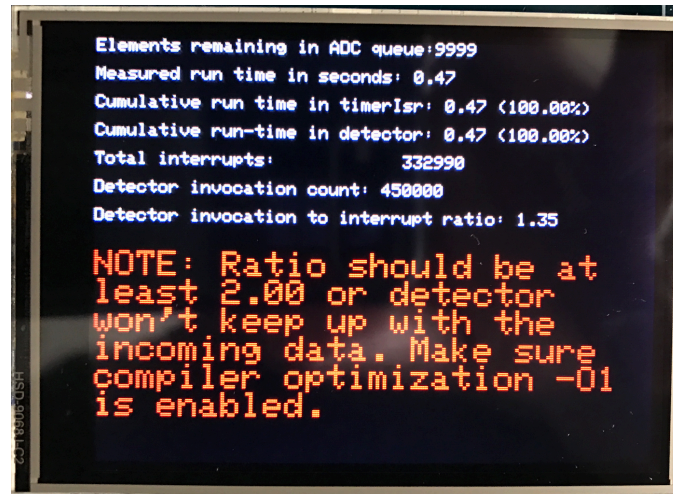 Elements remaining in ADC queue:9999
Measured run time in seconds: 0.47
Cumulative run time in timerIsr: 0.47 (100.00%)
Cumulative run-time in detector: 0.47 (100.00%)
Total interrupts: 332990
Detector invocation count: 450000
Detector invocation to interrupt ratio: 1.35
NOTE: Ratio should be at
least 2.00 or detector
won't keep up with the
incoming data. Make sure
compiler optimization -O1
is enabled.